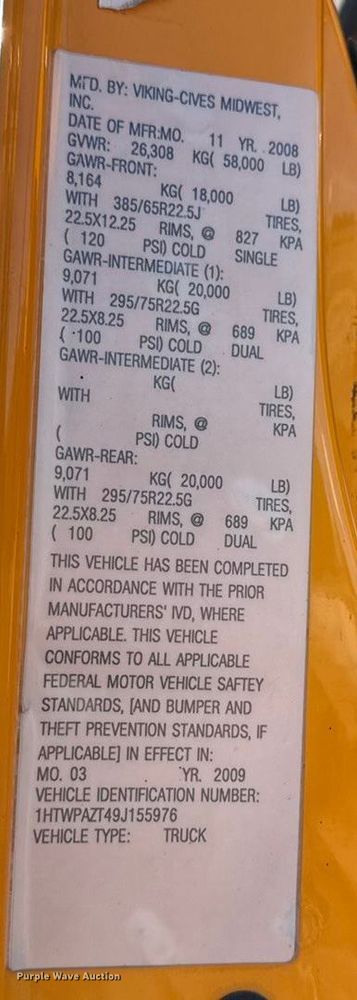 MFD. BY: VIKING-CIVES MIDWEST,
INC.
DATE OF MFR:MO. 11 YR. 2008
GVWR: 26,308 KG( 58,000 LB)
GAWR-FRONT:
8,164 KG( 18,000 LB)
WITH 385/65R22.5J TIRES,
22.5X12.25 RIMS, @ 827 KPA
( 120 PSI) COLD SINGLE
GAWR-INTERMEDIATE (1):
9,071 KG( 20,000 LB)
WITH 295/75R22.5G TIRES,
22.5X8.25 RIMS, @ 689 KPA
( 100 PSI) COLD DUAL
GAWR-INTERMEDIATE (2):
KG( LB)
WITH TIRES,
RIMS, @ KPA
( PSI) COLD
GAWR-REAR:
9,071 KG( 20,000 LB)
WITH 295/75R22.5G TIRES,
22.5X8.25 RIMS, @ 689 KPA
( 100 PSI) COLD DUAL
THIS VEHICLE HAS BEEN COMPLETED
IN ACCORDANCE WITH THE PRIOR
MANUFACTURERS' IVD, WHERE
APPLICABLE. THIS VEHICLE
CONFORMS TO ALL APPLICABLE
FEDERAL MOTOR VEHICLE SAFTEY
STANDARDS, [AND BUMPER AND
THEFT PREVENTION STANDARDS, IF
APPLICABLE] IN EFFECT IN:
MO. 03 YR. 2009
VEHICLE IDENTIFICATION NUMBER:
1HTWPAZT49J155976
VEHICLE TYPE: TRUCK
Purple Wave Auction